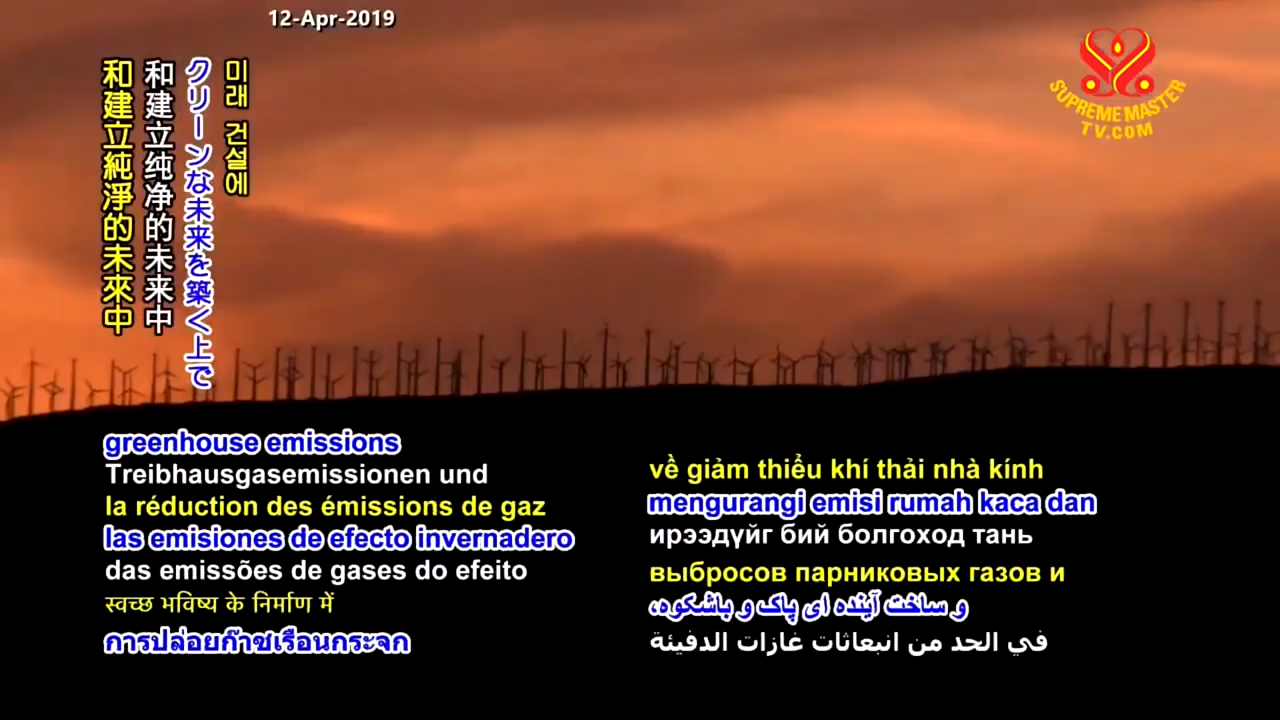 12-Apr-2019
SUPREME MASTER
TV.COM
和建立純淨的未來中
和建立纯净的未来中
クリーンな未来を築く上で
미래 건설에
greenhouse emissions
Treibhausgasemissionen und
la réduction des émissions de gaz
las emisiones de efecto invernadero
das emissões de gases do efeito
स्वच्छ भविष्य के निर्माण में
การปล่อยก๊าซเรือนกระจก
về giảm thiểu khí thải nhà kính
mengurangi emisi rumah kaca dan
ирээдүйг бий болгоход тань
выбросов парниковых газов и
و ساخت آینده ای پاک و باشکوه،
في الحد من انبعاثات غازات الدفيئة